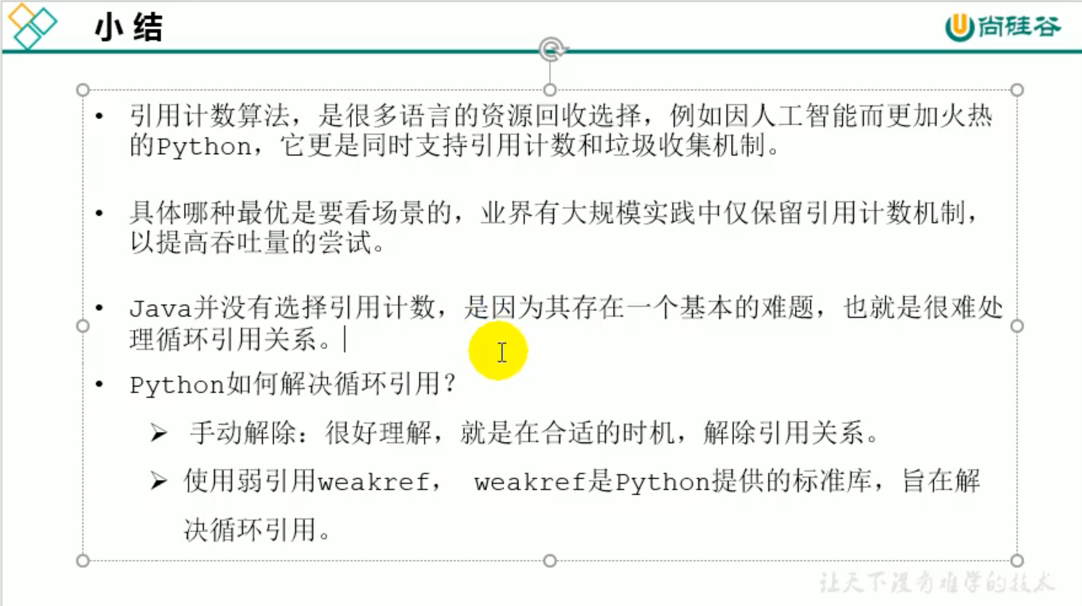 小结
尚硅谷
• 引用计数算法，是很多语言的资源回收选择，例如因人工智能而更加火热
的Python，它更是同时支持引用计数和垃圾收集机制。
• 具体哪种最优是要看场景的，业界有大规模实践中仅保留引用计数机制，
以提高吞吐量的尝试。
• Java并没有选择引用计数，是因为其存在一个基本的难题，也就是很难处
理循环引用关系。
• Python如何解决循环引用？
➢ 手动解除：很好理解，就是在合适的时机，解除引用关系。
➢ 使用弱引用weakref， weakref是Python提供的标准库，旨在解
决循环引用。
让天下没有难学的技术